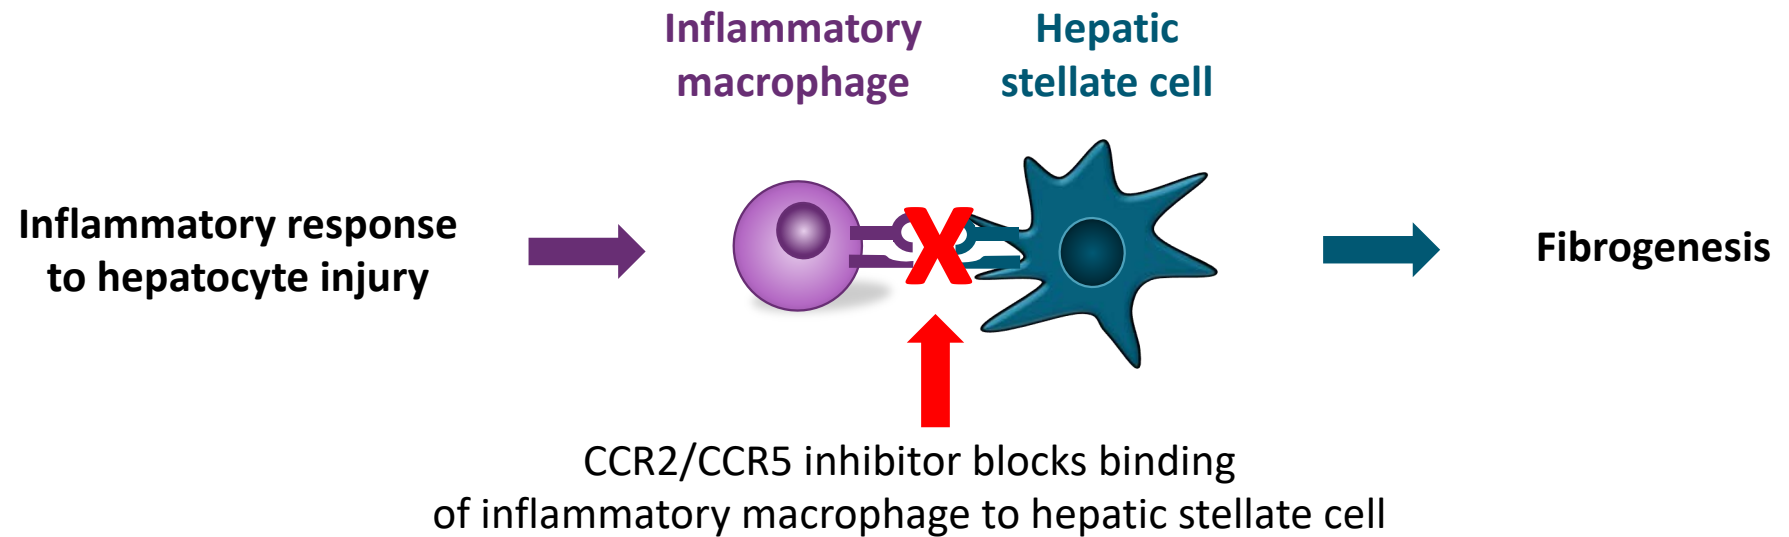 Inflammatory
macrophage
Hepatic
stellate cell
Inflammatory response
to hepatocyte injury
Fibrogenesis
CCR2/CCR5 inhibitor blocks binding
of inflammatory macrophage to hepatic stellate cell